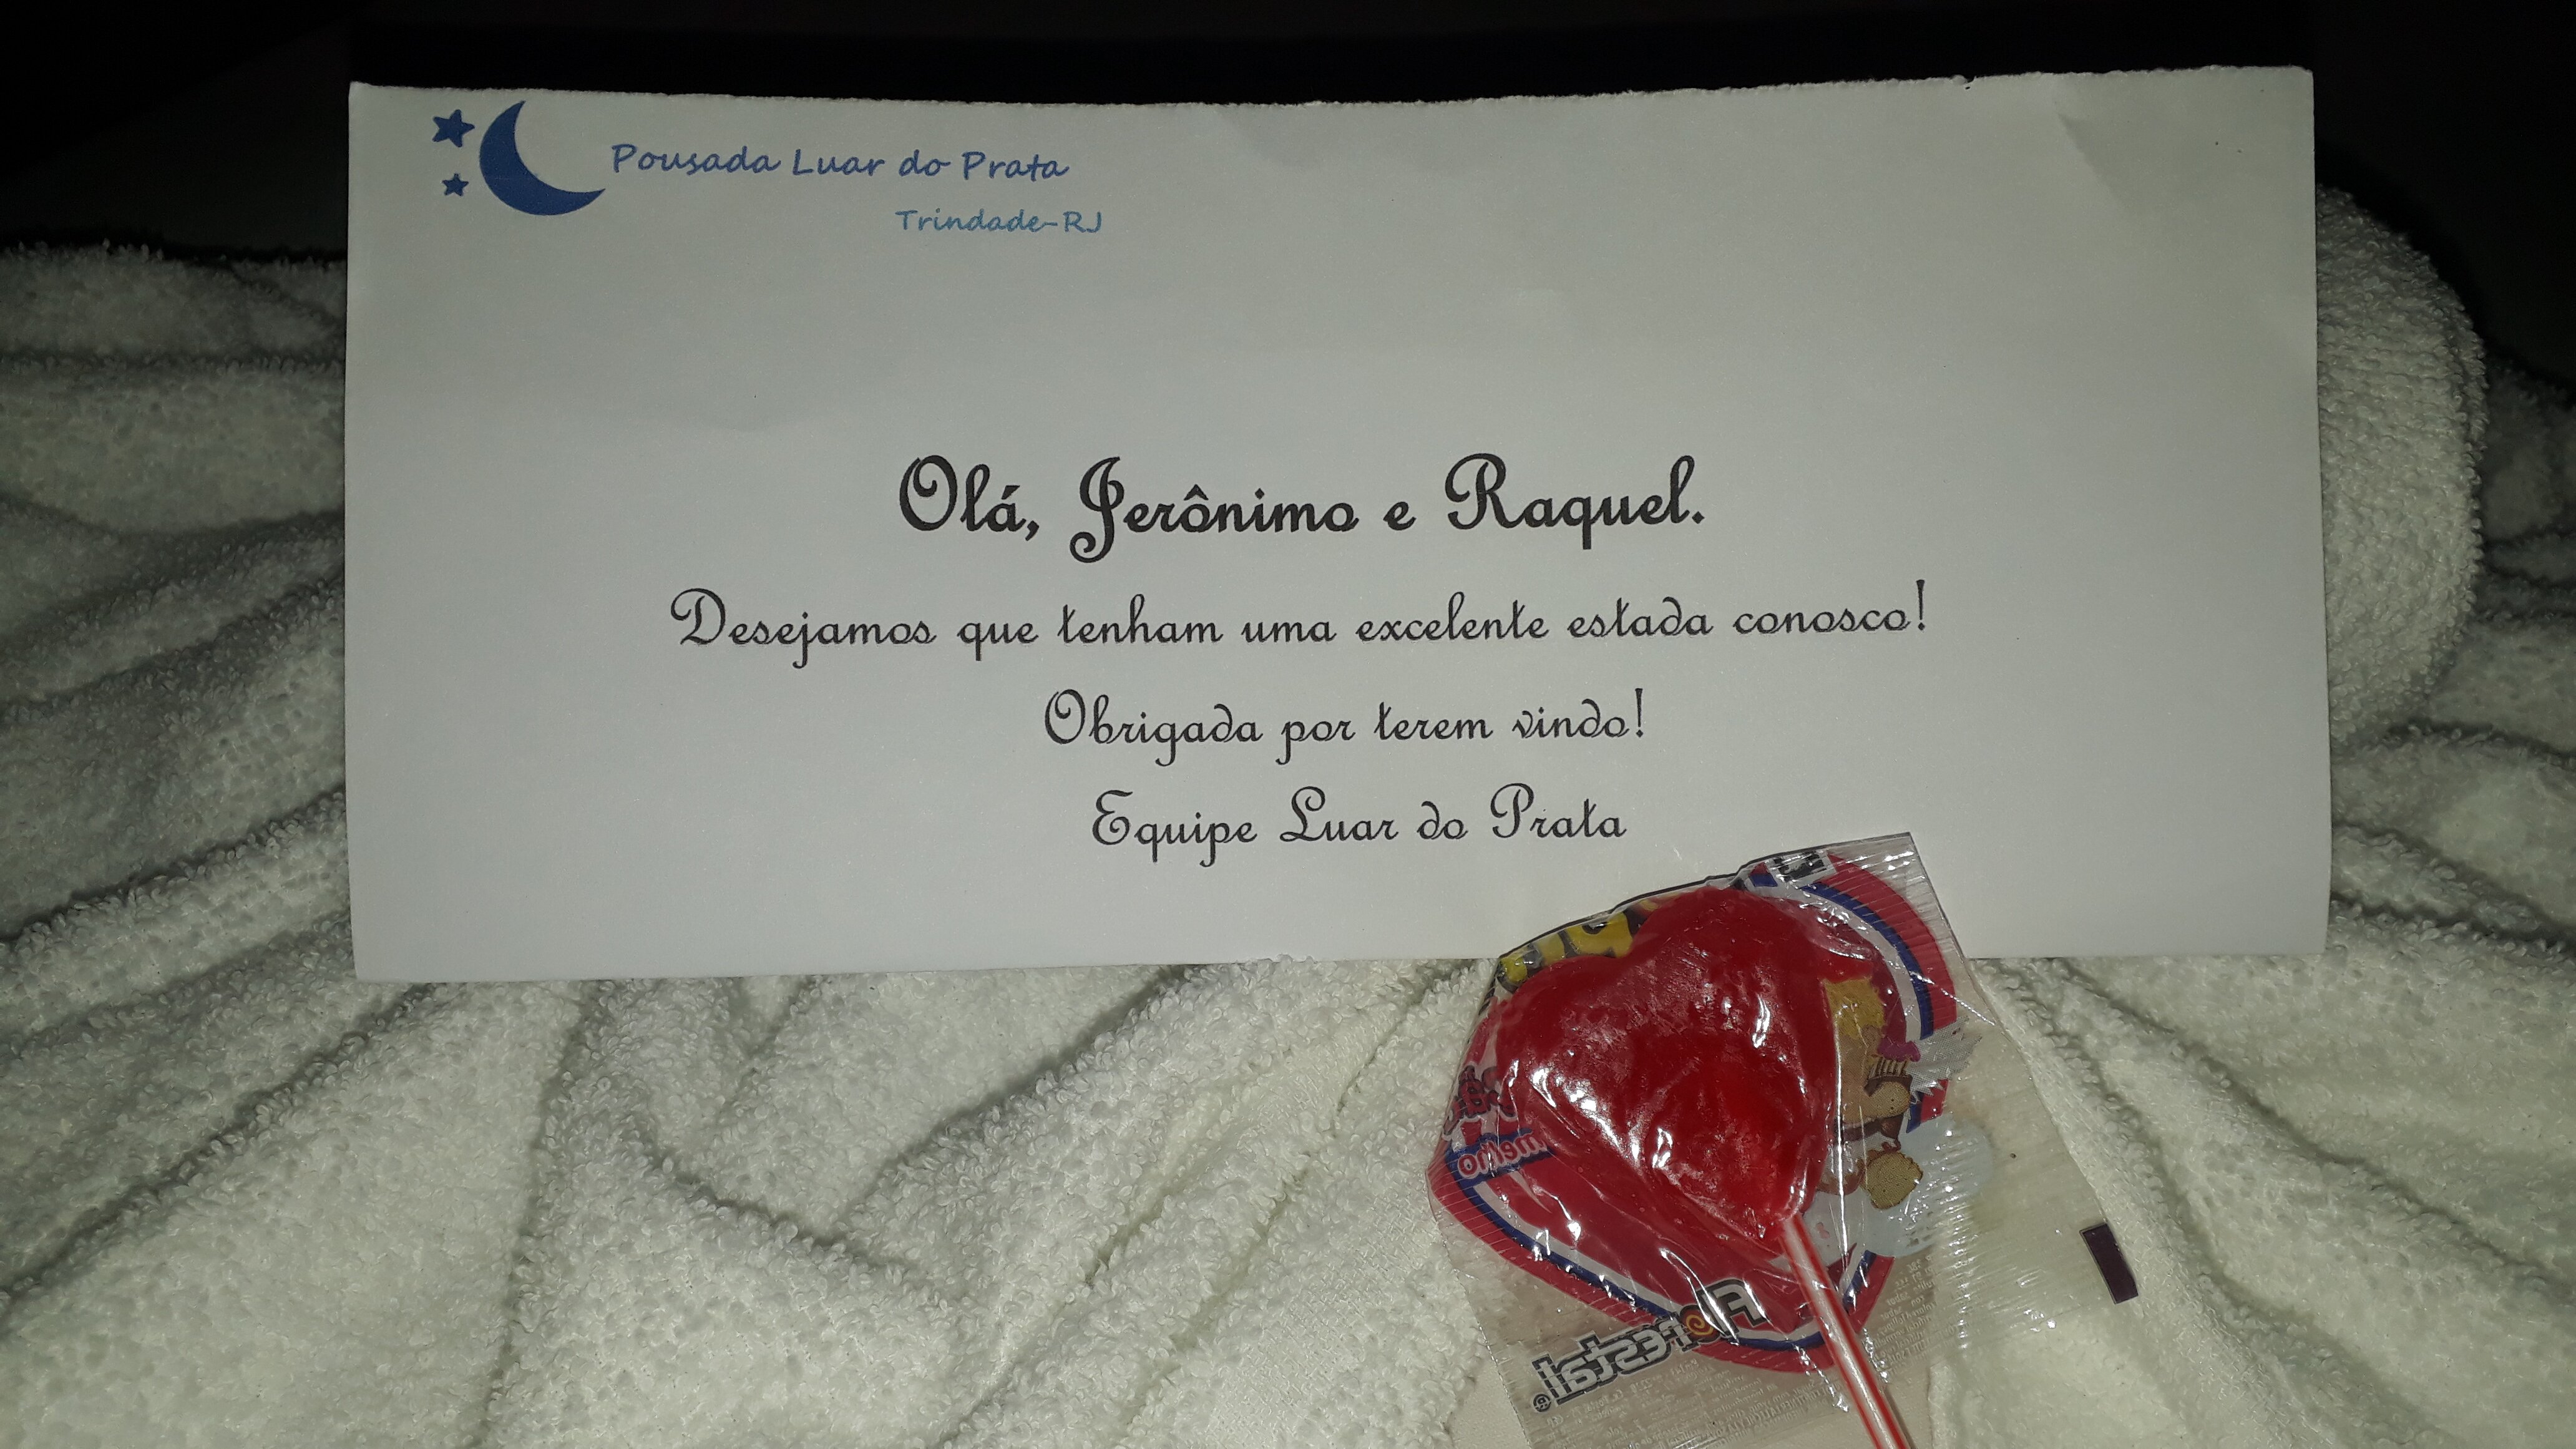 Pousada Luar do Prata
Trindade-RJ
Olá, Jerônimo e Raquel.
Desejamos que tenham uma excelente estada conosco!
Obrigada por terem vindo!
Equipe Luar do Prata
Florestal